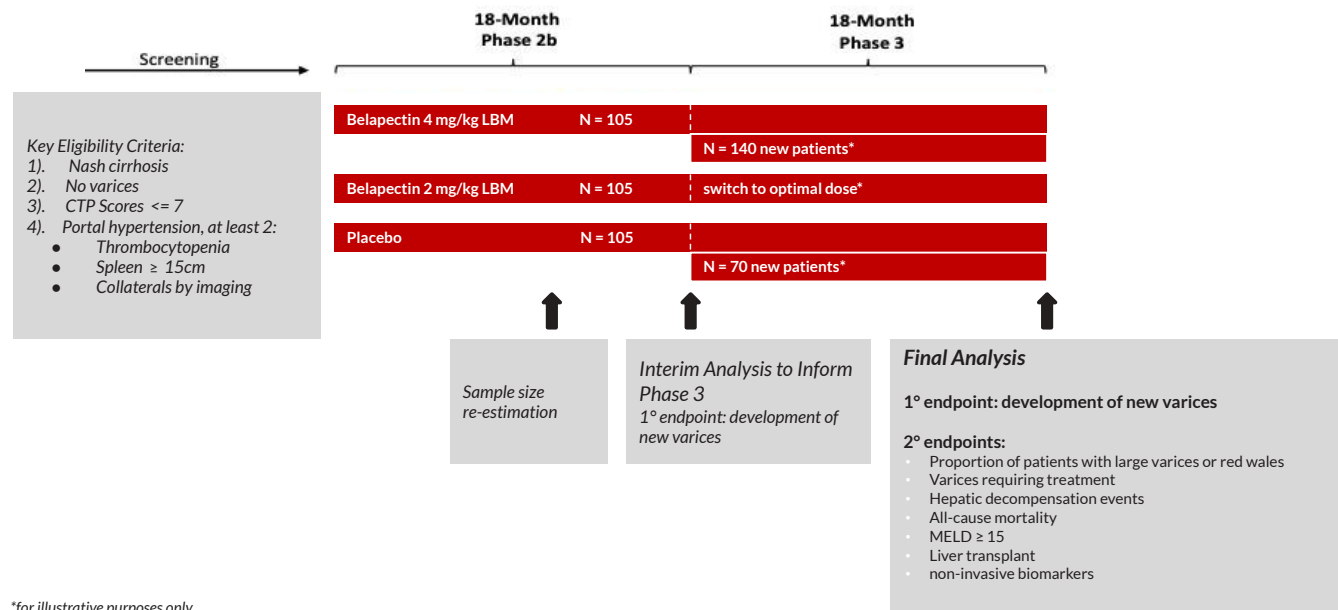 18-Month
Phase 2b
18-Month
Phase 3
Screening
Key Eligibility Criteria:
1). Nash cirrhosis
2). No varices
3). CTP Scores <= 7
4). Portal hypertension, at least 2:
● Thrombocytopenia
● Spleen ≥ 15cm
● Collaterals by imaging
Belapectin 4 mg/kg LBM N = 105
N = 140 new patients*
Belapectin 2 mg/kg LBM N = 105 switch to optimal dose*
Placebo N = 105
N = 70 new patients*
Sample size
re-estimation
Interim Analysis to Inform
Phase 3
1° endpoint: development of
new varices
Final Analysis
1° endpoint: development of new varices
2° endpoints:
• Proportion of patients with large varices or red wales
• Varices requiring treatment
• Hepatic decompensation events
• All-cause mortality
• MELD ≥ 15
• Liver transplant
• non-invasive biomarkers
*for illustrative purposes only